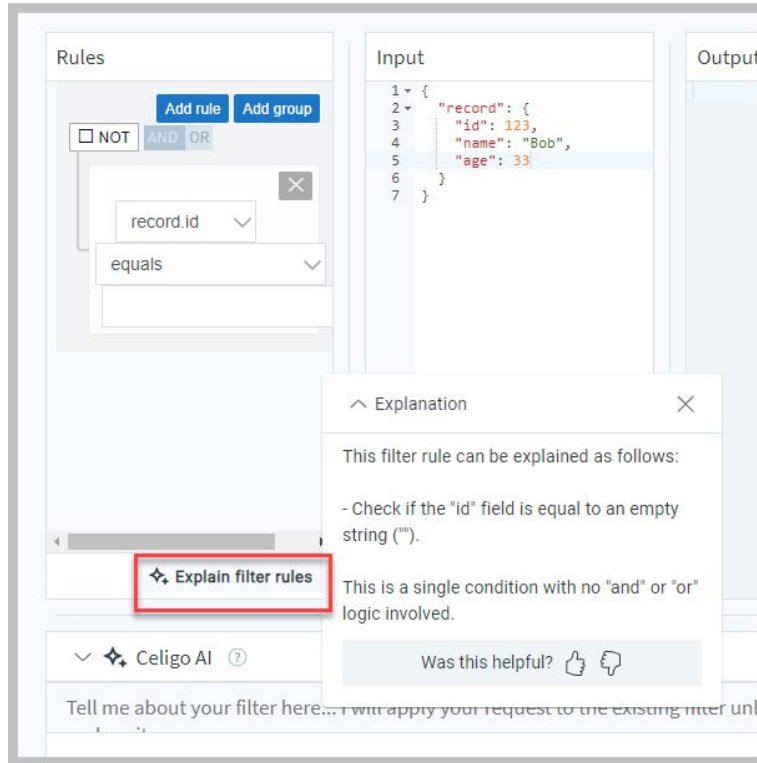 Rules
Add rule Add group
NOT AND OR
record.id
equals
Explain filter rules
Input
1 {
2 "record": {
3 "id": 123,
4 "name": "Bob",
5 "age": 33
6 }
7 }
Output
1
Explanation
This filter rule can be explained as follows:
- Check if the "id" field is equal to an empty
string ("").
This is a single condition with no "and" or "or"
logic involved.
Was this helpful?
Celigo AI ?
Tell me about your filter here... I will apply your request to the existing filter unl